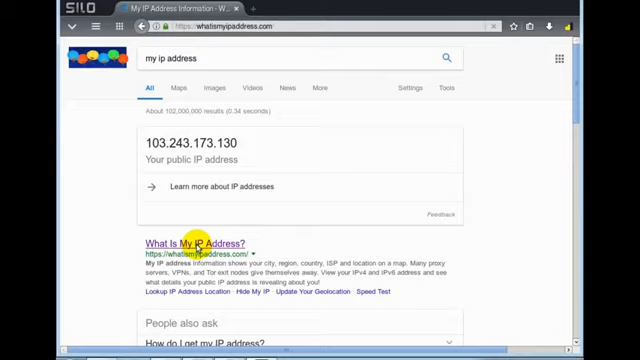 SILO
My IP Address Information - W...
https://whatismyipaddress.com/
my ip address
All Maps Images Videos News More Settings Tools
About 102,000,000 results (0.34 seconds)
103.243.173.130
Your public IP address
Learn more about IP addresses
Feedback
What Is My IP Address?
https://whatismyipaddress.com/
My IP address information shows your city, region, country, ISP and location on a map. Many proxy
servers, VPNs, and Tor exit nodes give themselves away. View your IPv4 and IPv6 address and see
what details your public IP address is revealing about you!
Lookup IP Address Location · Hide My IP · Update Your Geolocation · Speed Test
People also ask
How do I get my IP address?